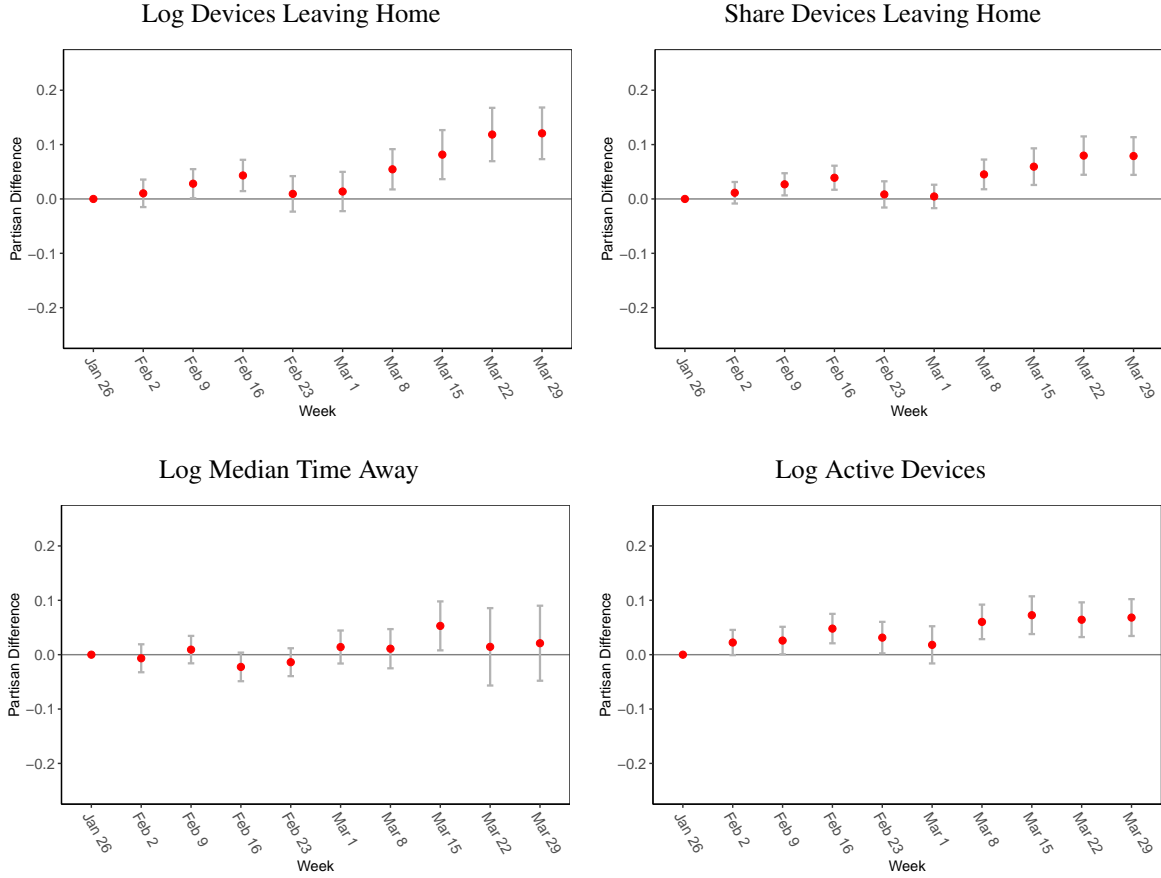 Log Devices Leaving Home
Partisan Difference
0.2
0.1
0.0
−0.1
−0.2
Jan 26
Feb 2
Feb 9
Feb 16
Feb 23
Mar 1
Mar 8
Mar 15
Mar 22
Mar 29
Week
Share Devices Leaving Home
Partisan Difference
0.2
0.1
0.0
−0.1
−0.2
Jan 26
Feb 2
Feb 9
Feb 16
Feb 23
Mar 1
Mar 8
Mar 15
Mar 22
Mar 29
Week
Log Median Time Away
Partisan Difference
0.2
0.1
0.0
−0.1
−0.2
Jan 26
Feb 2
Feb 9
Feb 16
Feb 23
Mar 1
Mar 8
Mar 15
Mar 22
Mar 29
Week
Log Active Devices
Partisan Difference
0.2
0.1
0.0
−0.1
−0.2
Jan 26
Feb 2
Feb 9
Feb 16
Feb 23
Mar 1
Mar 8
Mar 15
Mar 22
Mar 29
Week